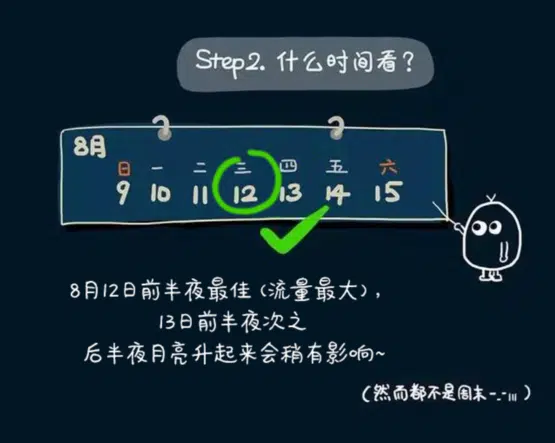 Step2. 什么时间看?
8月
日 一 二 三 四 五 六
9 10 11 12 13 14 15
8月12日前半夜最佳(流量最大),
13日前半夜次之
后半夜月亮升起来会稍有影响~
(然而都不是周末-.-|||)